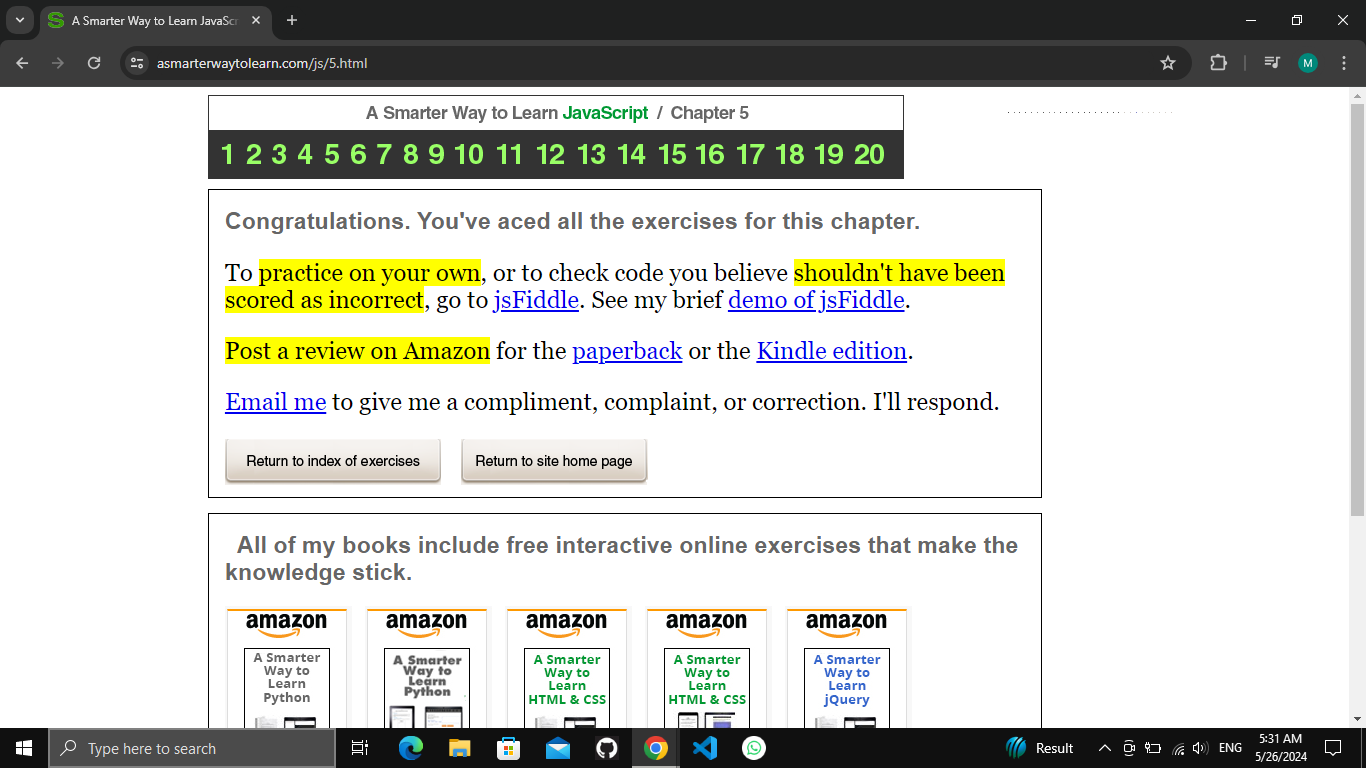 A Smarter Way to Learn JavaScr
asmarterwaytolearn.com/js/5.html
M
A Smarter Way to Learn JavaScript / Chapter 5
1 2 3 4 5 6 7 8 9 10 11 12 13 14 15 16 17 18 19 20
Congratulations. You've aced all the exercises for this chapter.
To practice on your own, or to check code you believe shouldn't have been
scored as incorrect, go to jsFiddle. See my brief demo of jsFiddle.
Post a review on Amazon for the paperback or the Kindle edition.
Email me to give me a compliment, complaint, or correction. I'll respond.
Return to index of exercises Return to site home page
All of my books include free interactive online exercises that make the
knowledge stick.
amazon amazon amazon amazon amazon
A Smarter
Way to
Learn
Python
A Smarter
Way to
Learn
Python
A Smarter
Way to
Learn
HTML & CSS
A Smarter
Way to
Learn
HTML & CSS
A Smarter
Way to
Learn
jQuery
Type here to search
Result
ENG
5:31 AM
5/26/2024